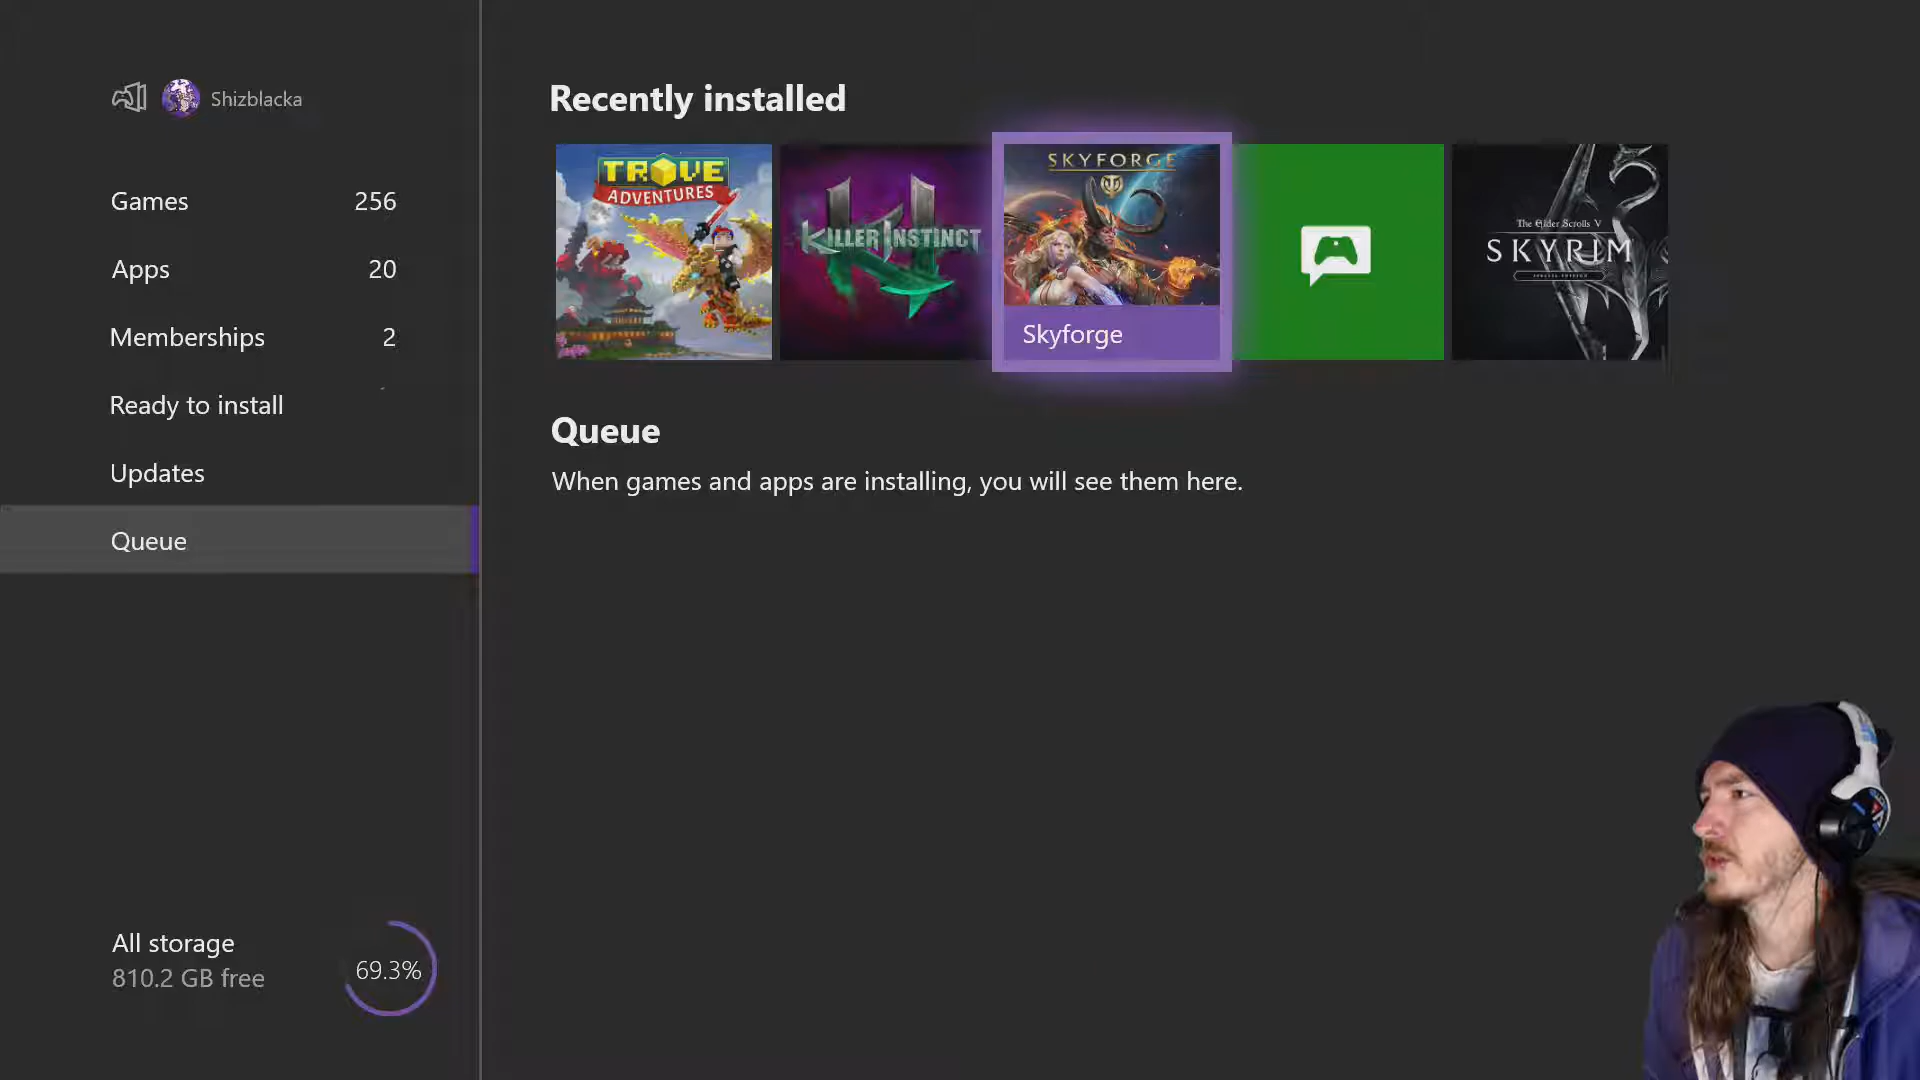 Shizblacka
Games 256
Apps 20
Memberships 2
Ready to install
Updates
Queue
All storage
810.2 GB free
69.3%
Recently installed
TROVE
ADVENTURES
KILLER INSTINCT
SKYFORGE
Skyforge
The Elder Scrolls V
SKYRIM
SPECIAL EDITION
Queue
When games and apps are installing, you will see them here.